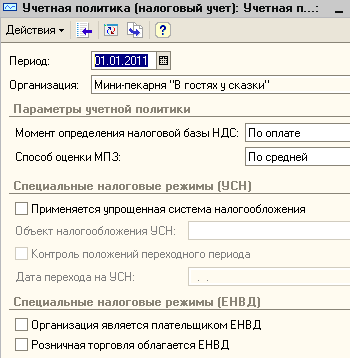 Учетная политика (налоговый учет): Учетная п...:
Действия
Период: 01.01.2011
Организация: Мини-пекарня "В гостях у сказки"
Параметры учетной политики
Момент определения налоговой базы НДС: По оплате
Способ оценки МПЗ: По средней
Специальные налоговые режимы (УСН)
Применяется упрощенная система налогообложения
Объект налогообложения УСН:
Контроль положений переходного периода
Дата перехода на УСН: . .
Специальные налоговые режимы (ЕНВД)
Организация является плательщиком ЕНВД
Розничная торговля облагается ЕНВД